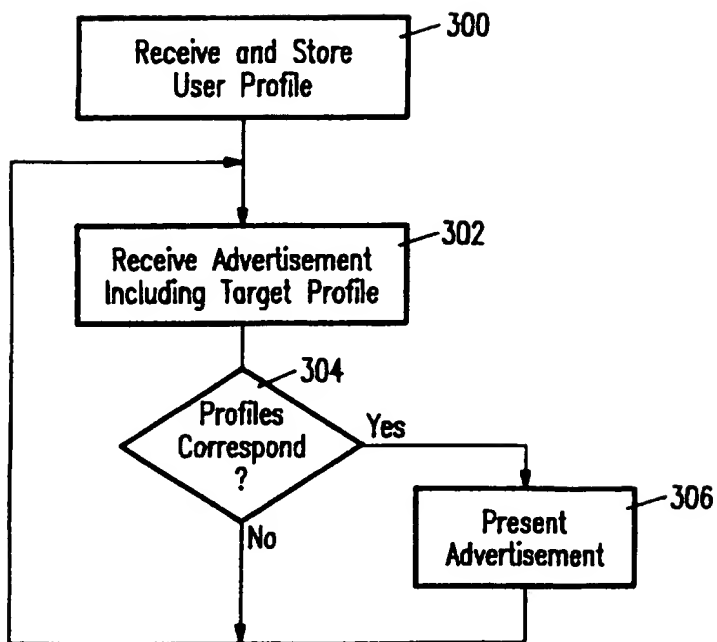 300
Receive and Store
User Profile
302
Receive Advertisement
Including Target Profile
304
Profiles
Correspond
?
Yes
No
306
Present
Advertisement